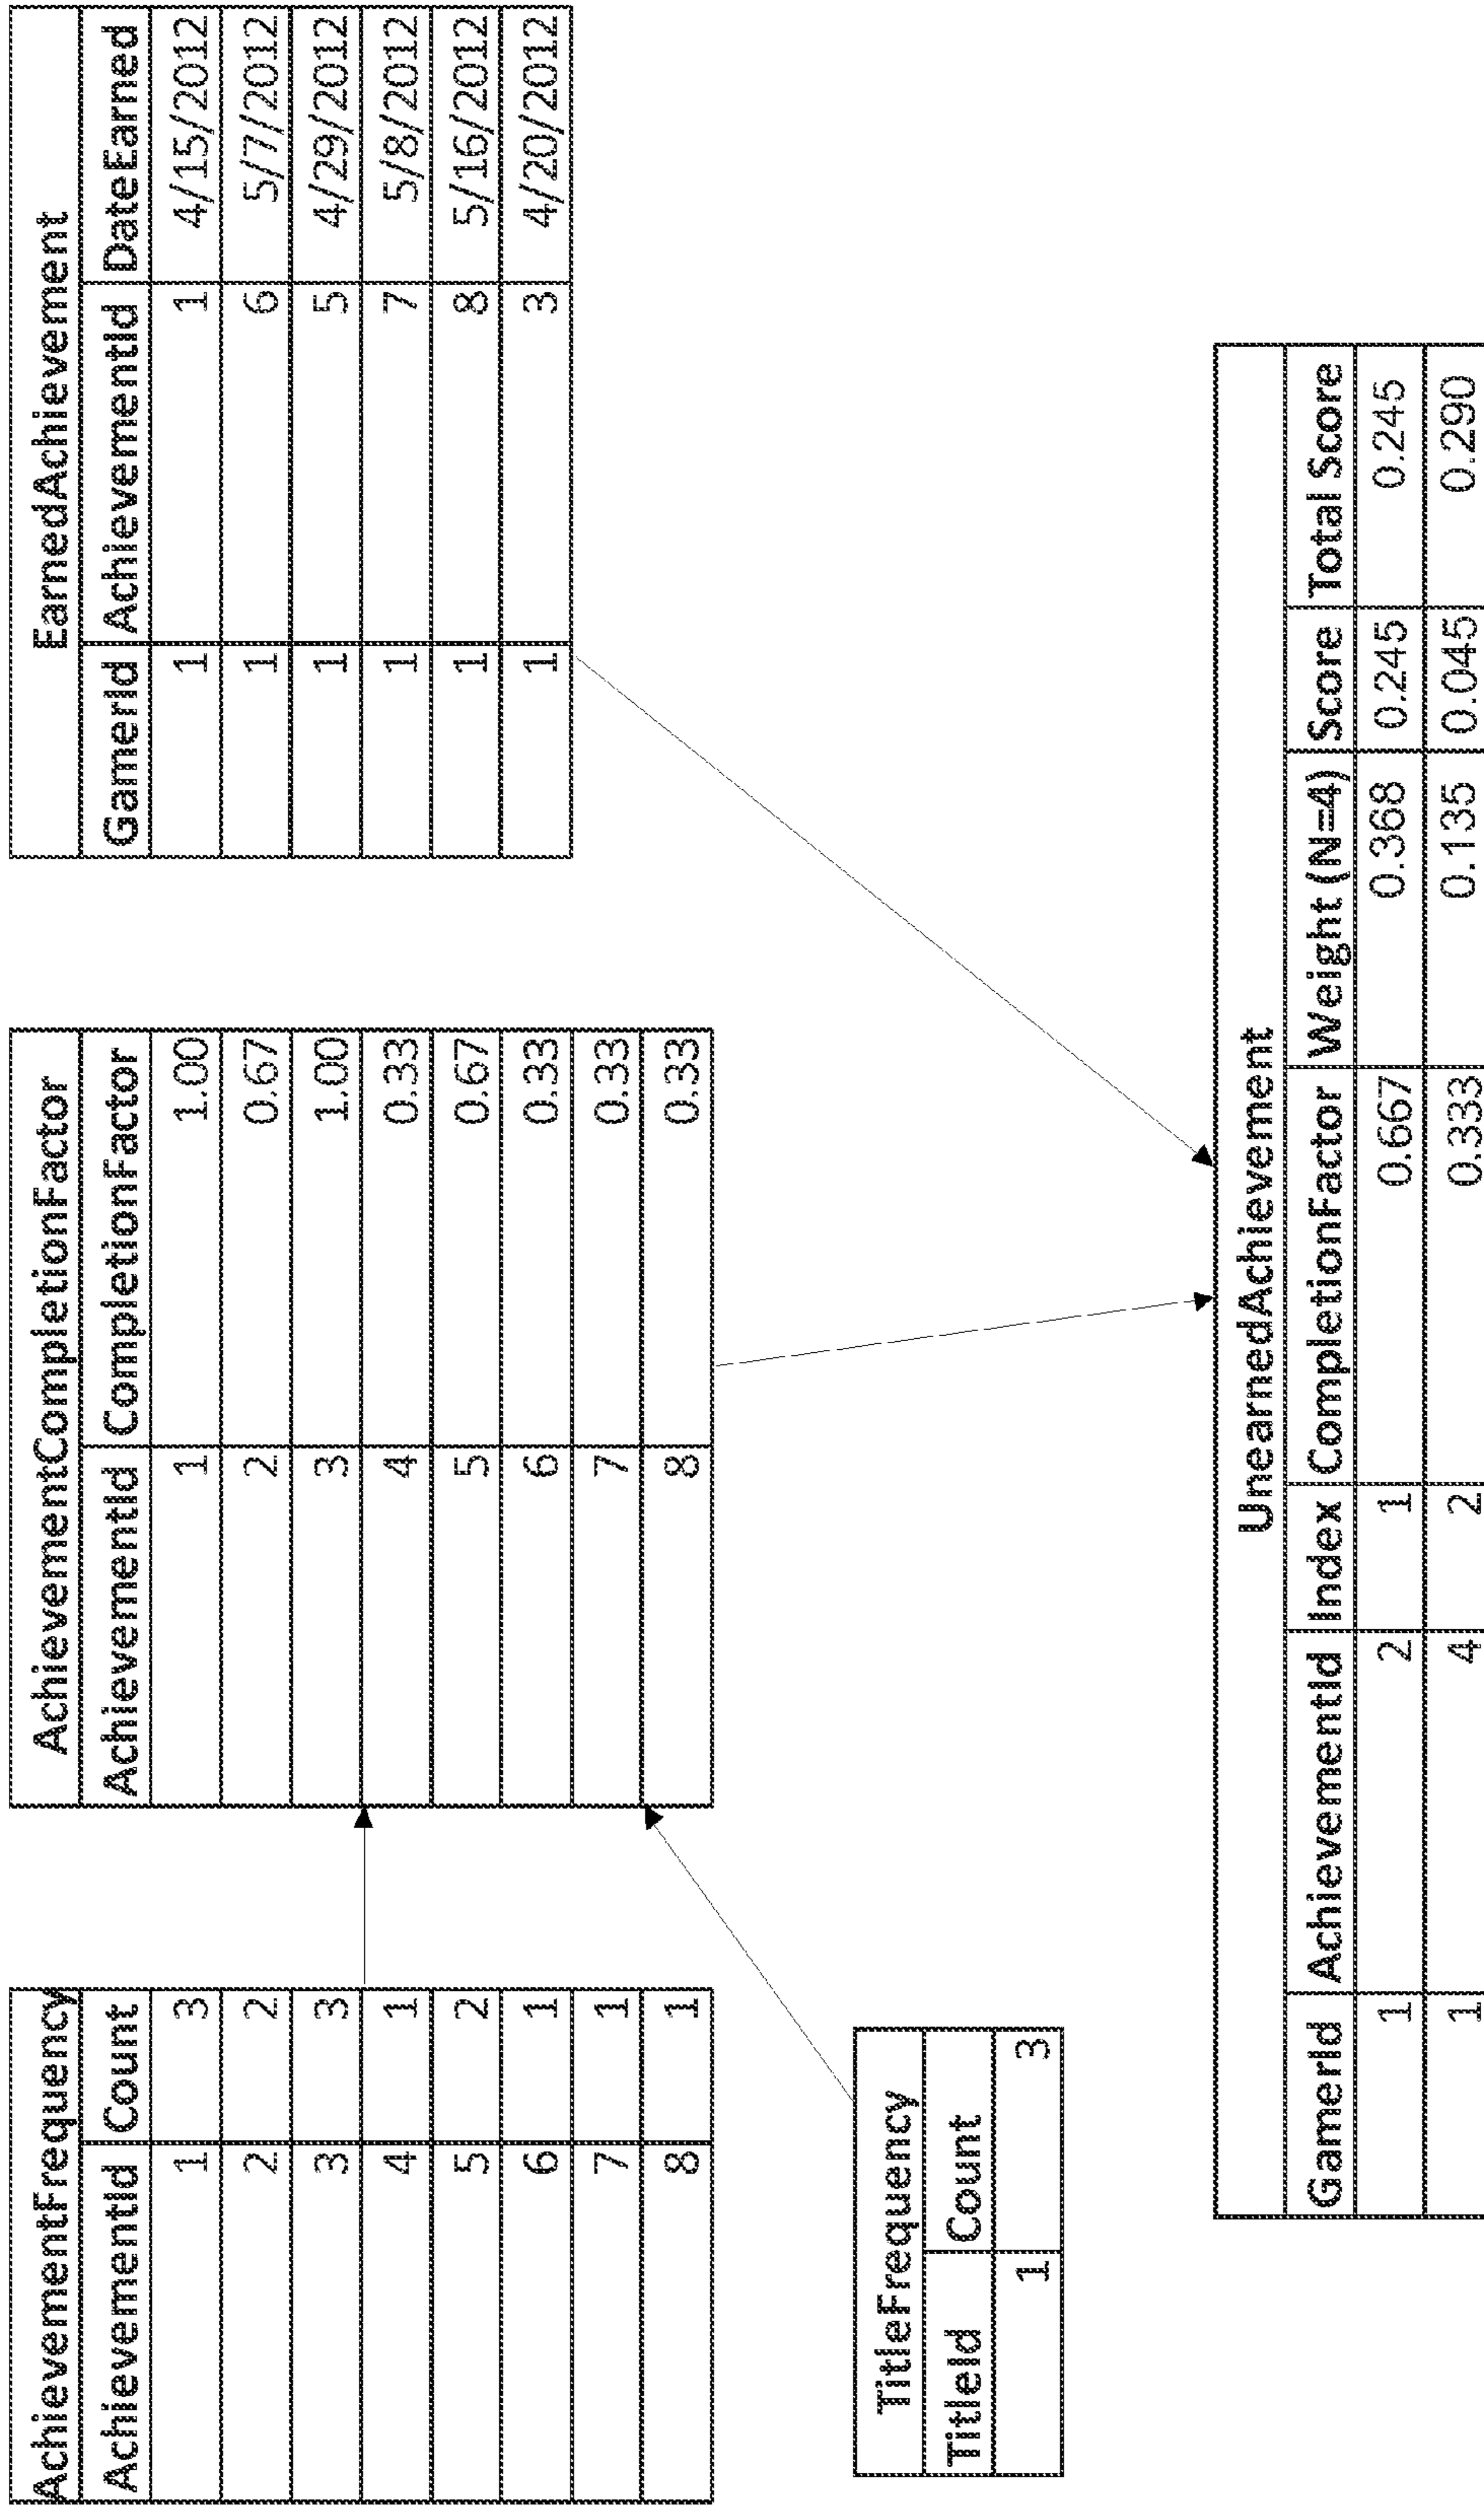 AchievementFrequency
AchievementId Count
1 3
2 2
3 3
4 1
5 2
6 1
7 1
8 1
AchievementCompletionFactor
AchievementId CompletionFactor
1 1.00
2 0.67
3 1.00
4 0.33
5 0.67
6 0.33
7 0.33
8 0.33
EarnedAchievement
GamerId AchievementId DateEarned
1 1 4/15/2012
1 6 5/7/2012
1 5 4/29/2012
1 7 5/8/2012
1 8 5/16/2012
1 3 4/20/2012
TitleFrequency
TitleId Count
1 3
UnearnedAchievement
GamerId AchievementId Index CompletionFactor Weight (N=4) Score Total Score
1 2 1 0.667 0.368 0.245 0.245
1 4 2 0.333 0.135 0.045 0.290